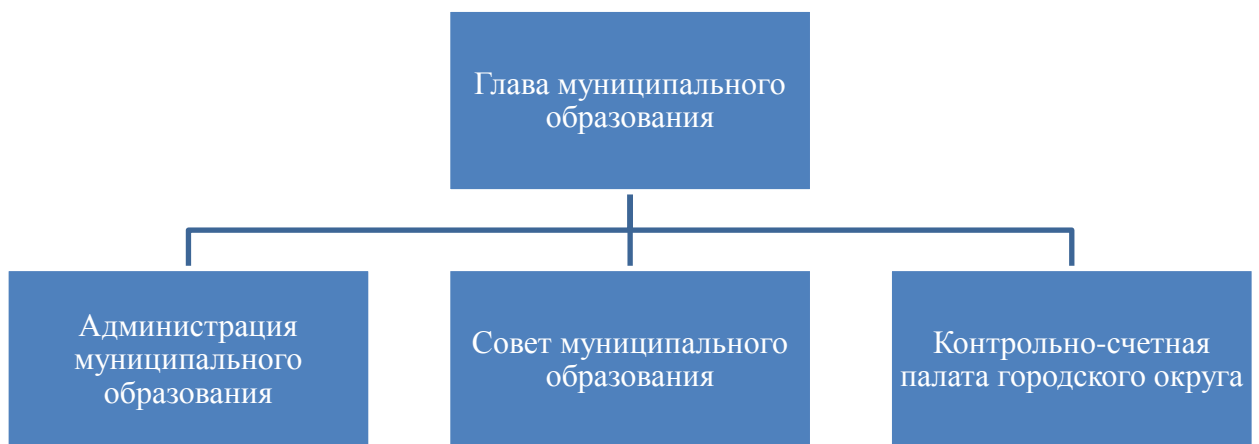 Глава муниципального
образования
Администрация
муниципального
образования
Совет муниципального
образования
Контрольно-счетная
палата городского округа